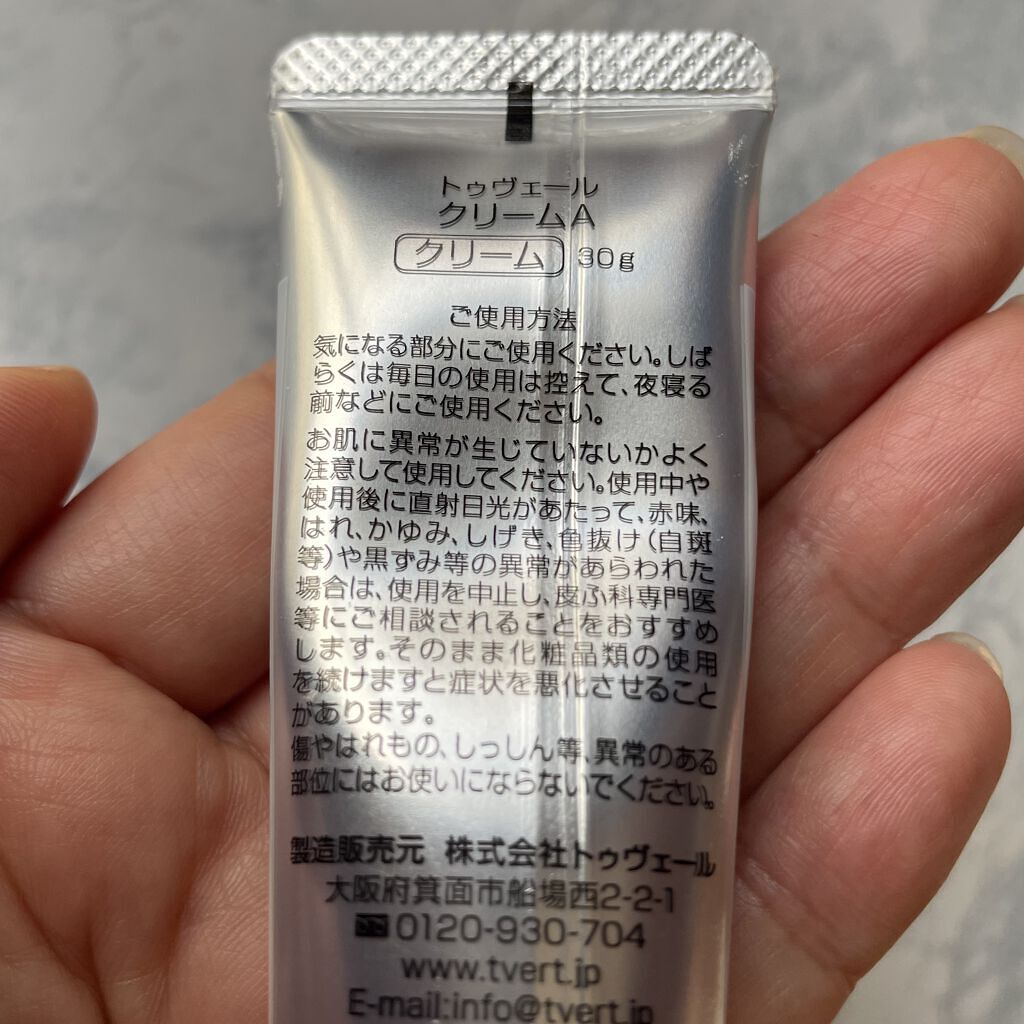 トゥヴェール
クリームA
クリーム 30g
ご使用方法
気になる部分にご使用ください。しば
らくは毎日の使用は控えて、夜寝る
前などにご使用ください。
お肌に異常が生じていないかよく
注意して使用してください。使用中や
使用後に直射日光があたって、赤味、
はれ、かゆみ、しげき、色抜け(白斑
等)や黒ずみ等の異常があらわれた
場合は、使用を中止し、皮ふ科専門医
等にご相談されることをおすすめ
します。そのまま化粧品類の使用
を続けますと症状を悪化させること
があります。
傷やはれもの、しっしん等、異常のある
部位にはお使いにならないでください。
製造販売元 株式会社トゥヴェール
大阪府箕面市船場西2-2-1
0120-930-704
www.tvert.jp
E-mail:info@tvert.jp